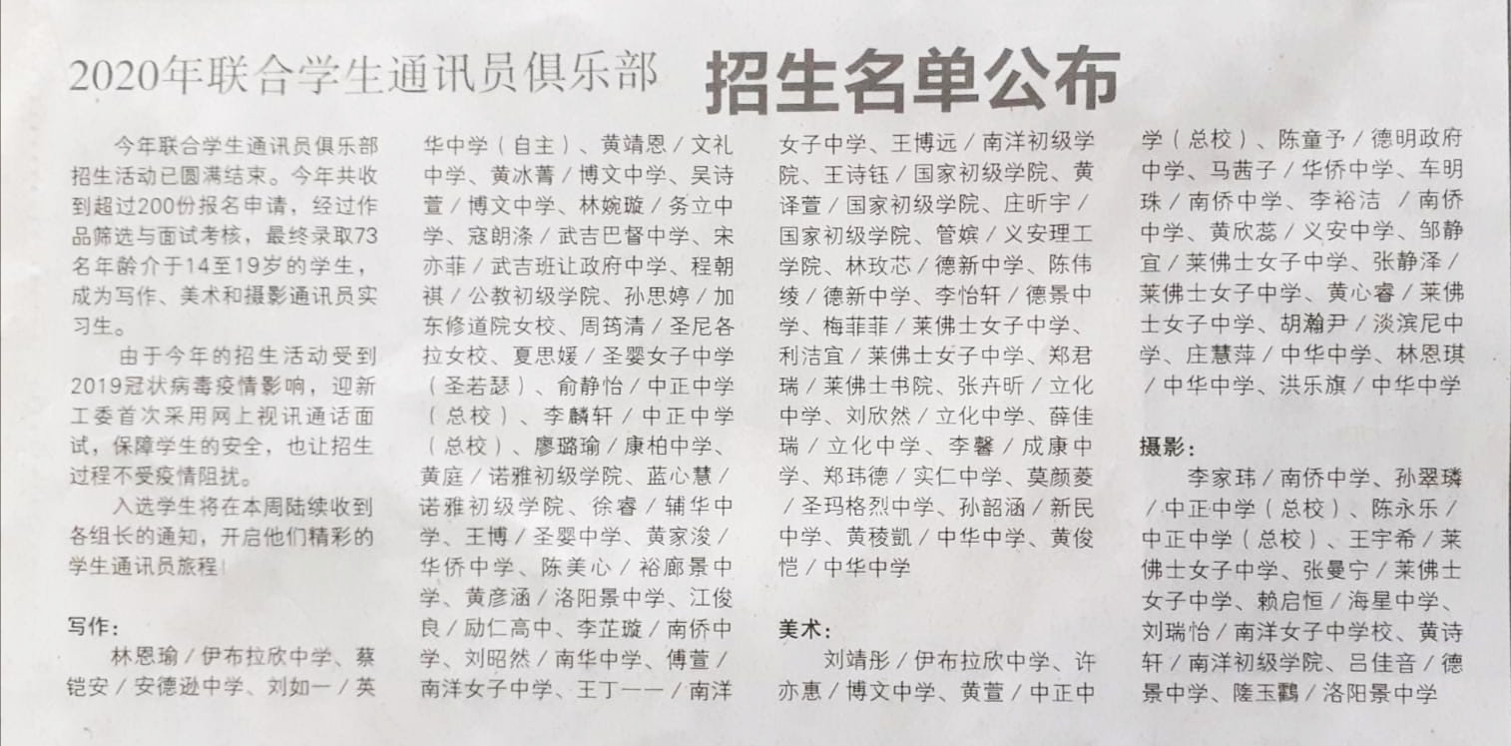 2020年联合学生通讯员俱乐部 招生名单公布
今年联合学生通讯员俱乐部
招生活动已圆满结束。今年共收
到超过200份报名申请，经过作
品筛选与面试考核，最终录取73
名年龄介于14至19岁的学生，
成为写作、美术和摄影通讯员实
习生。
由于今年的招生活动受到
2019冠状病毒疫情影响，迎新
工委首次采用网上视讯通话面
试，保障学生的安全，也让招生
过程不受疫情阻扰。
入选学生将在本周陆续收到
各组长的通知，开启他们精彩的
学生通讯员旅程！
写作：
林恩瑜/伊布拉欣中学、蔡
铠安/安德逊中学、刘如一/英
华中学（自主）、黄靖恩/文礼
中学、黄冰菁/博文中学、吴诗
萱/博文中学、林婉璇/务立中
学、寇朗涤/武吉巴督中学、宋
亦菲/武吉班让政府中学、程朝
祺/公教初级学院、孙思婷/加
东修道院女校、周筠清/圣尼各
拉女校、夏思媛/圣婴女子中学
（圣若瑟）、俞静怡/中正中学
（总校）、李麟轩/中正中学
（总校）、廖璐瑜/康柏中学、
黄庭/诺雅初级学院、蓝心慧/
诺雅初级学院、徐睿/辅华中
学、王博/圣婴中学、黄家浚/
华侨中学、陈美心/裕廊景中
学、黄彦涵/洛阳景中学、江俊
良/励仁高中、李芷璇/南侨中
学、刘昭然/南华中学、傅萱/
南洋女子中学、王丁一一/南洋
女子中学、王博远/南洋初级学
院、王诗钰/国家初级学院、黄
译萱/国家初级学院、庄昕宇/
国家初级学院、管嫔/义安理工
学院、林玫芯/德新中学、陈伟
绫/德新中学、李怡轩/德景中
学、梅菲菲/莱佛士女子中学、
利洁宜/莱佛士女子中学、郑君
瑞/莱佛士书院、张卉昕/立化
中学、刘欣然/立化中学、薛佳
瑞/立化中学、李馨/成康中
学、郑玮德/实仁中学、莫颜菱
/圣玛格烈中学、孙韶涵/新民
中学、黄稜凱/中华中学、黄俊
恺/中华中学
美术：
刘靖彤/伊布拉欣中学、许
亦惠/博文中学、黄萱/中正中
学（总校）、陈童予/德明政府
中学、马茜子/华侨中学、车明
珠/南侨中学、李裕洁 /南侨
中学、黄欣蕊/义安中学、邹静
宜/莱佛士女子中学、张静泽/
莱佛士女子中学、黄心睿/莱佛
士女子中学、胡瀚尹/淡滨尼中
学、庄慧萍/中华中学、林恩琪
/中华中学、洪乐旗/中华中学
摄影：
李家玮/南侨中学、孙翠璘
/中正中学（总校）、陈永乐/
中正中学（总校）、王宇希/莱
佛士女子中学、张曼宁/莱佛士
女子中学、赖启恒/海星中学、
刘瑞怡/南洋女子中学校、黄诗
轩/南洋初级学院、吕佳音/德
景中学、隆玉鸛/洛阳景中学